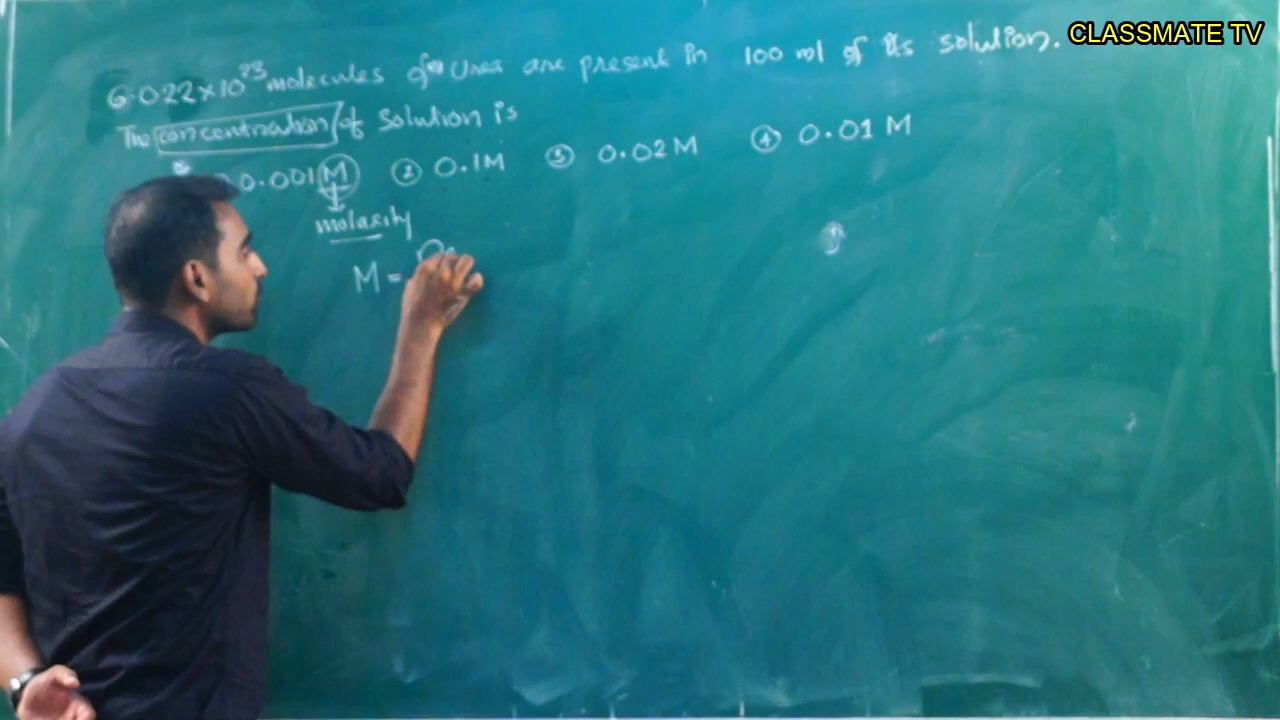 CLASSMATE TV
6.022×10²³ molecules of Urea are present in 100 ml of its solution.
The concentration of solution is
0.001 M ② 0.1M ③ 0.02M ④ 0.01 M
molarity
M =